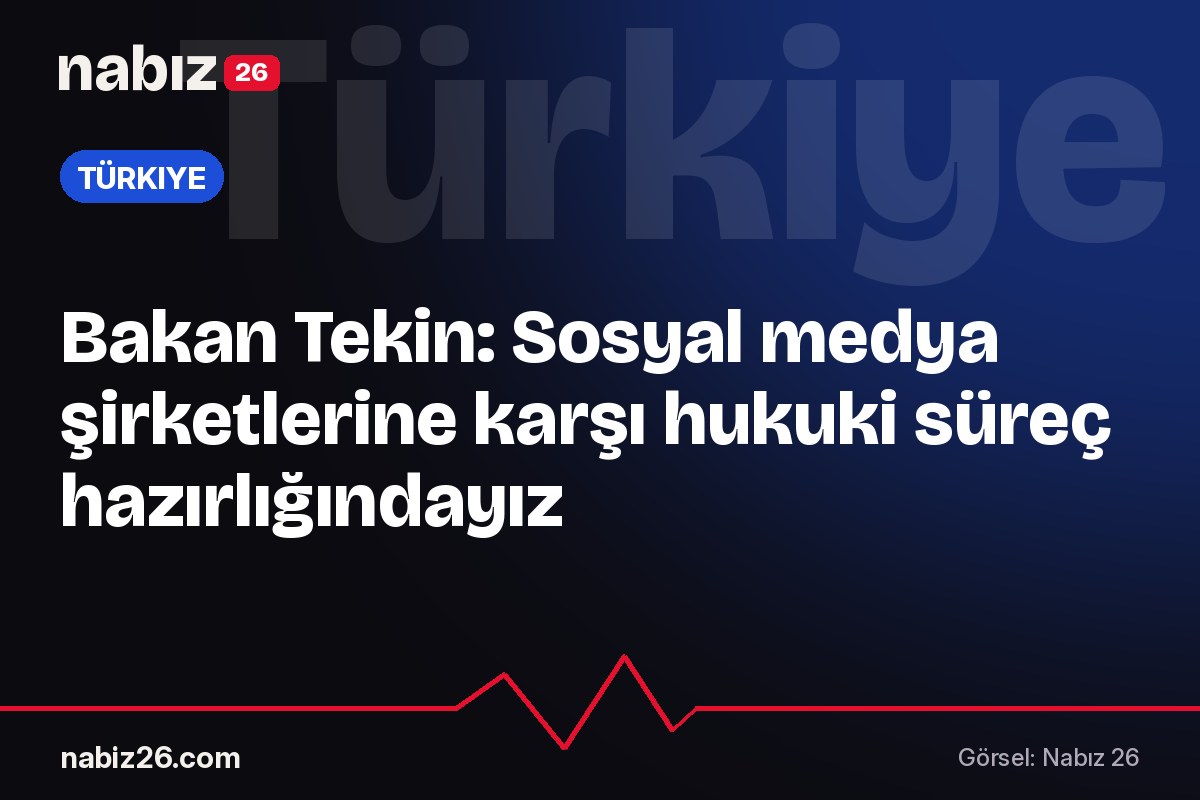 nabız 26
Türkiye
TÜRKIYE
Bakan Tekin: Sosyal medya
şirketlerine karşı hukuki süreç
hazırlığındayız
nabiz26.com
Görsel: Nabız 26